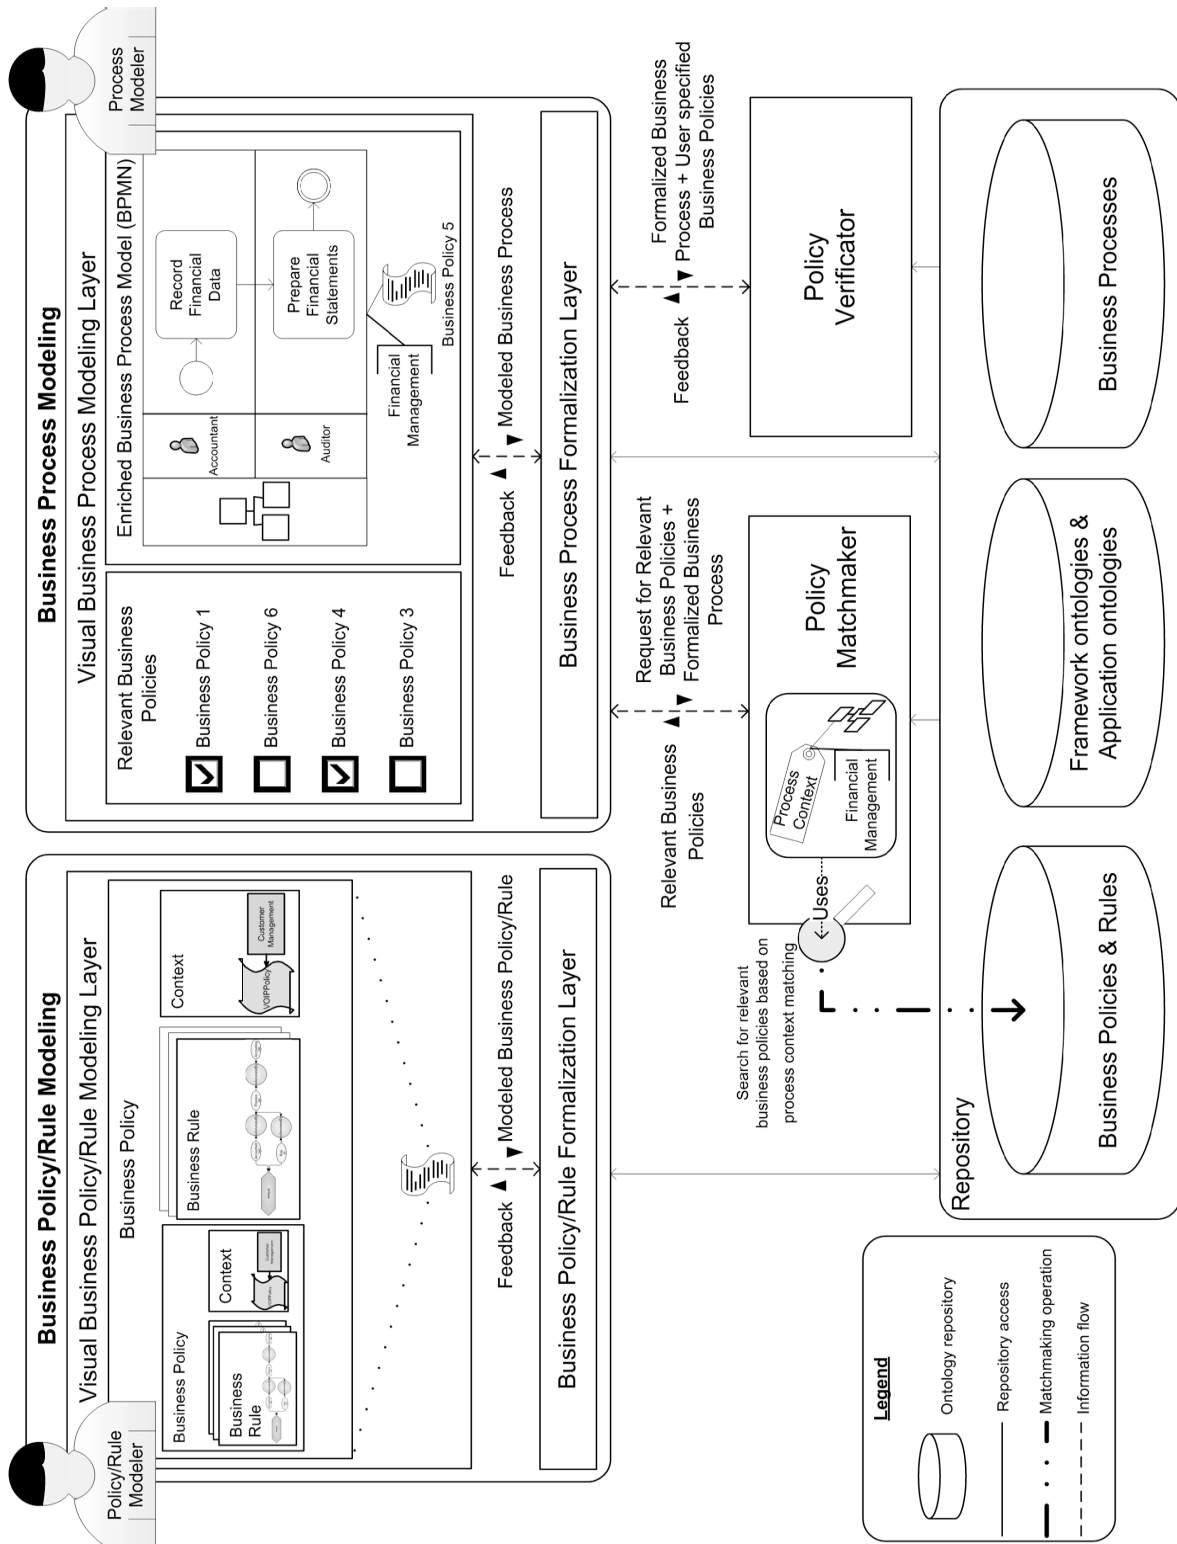 Policy/Rule
Modeler
Business Policy/Rule Modeling
Visual Business Policy/Rule Modeling Layer
Business Policy
Business Policy
Business
Rule
Context
Business Rule
Context
VOIPPolicy
Customer
Management
Feedback
Modeled Business Policy/Rule
Business Policy/Rule Formalization Layer
Process
Modeler
Business Process Modeling
Visual Business Process Modeling Layer
Relevant Business
Policies
Business Policy 1
Business Policy 6
Business Policy 4
Business Policy 3
Enriched Business Process Model (BPMN)
Accountant
Auditor
Record
Financial
Data
Prepare
Financial
Statements
Financial
Management
Business Policy 5
Feedback
Modeled Business Process
Business Process Formalization Layer
Relevant Business
Policies
Request for Relevant
Business Policies +
Formalized Business
Process
Feedback
Formalized Business
Process + User specified
Business Policies
Search for relevant
business policies based on
process context matching
Uses
Process
Context
Financial
Management
Policy
Matchmaker
Policy
Verificator
Repository
Business Policies & Rules
Framework ontologies &
Application ontologies
Business Processes
Legend
Ontology repository
Repository access
Matchmaking operation
Information flow